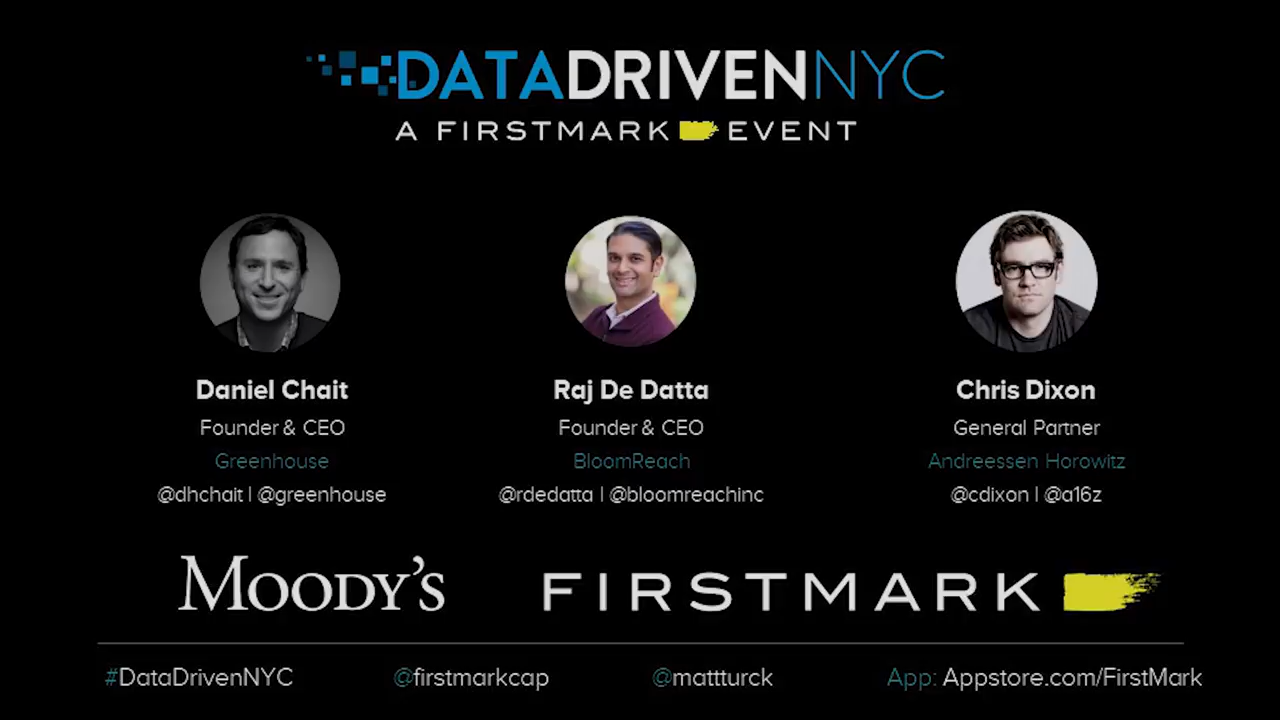 DATADRIVENNYC
A FIRSTMARK EVENT
Daniel Chait
Founder & CEO
Greenhouse
@dhchait | @greenhouse
Raj De Datta
Founder & CEO
BloomReach
@rdedatta | @bloomreachinc
Chris Dixon
General Partner
Andreessen Horowitz
@cdixon | @a16z
MOODY'S
FIRSTMARK
#DataDrivenNYC
@firstmarkcap
@mattturck
App: Appstore.com/FirstMark